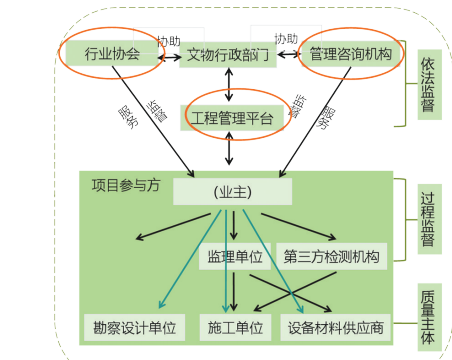 协助
协助
行业协会
文物行政部门
管理咨询机构
依法监督
服务
监管
工程管理平台
监管
服务
项目参与方
(业主)
过程监督
监理单位
第三方检测机构
勘察设计单位
施工单位
设备材料供应商
质量主体